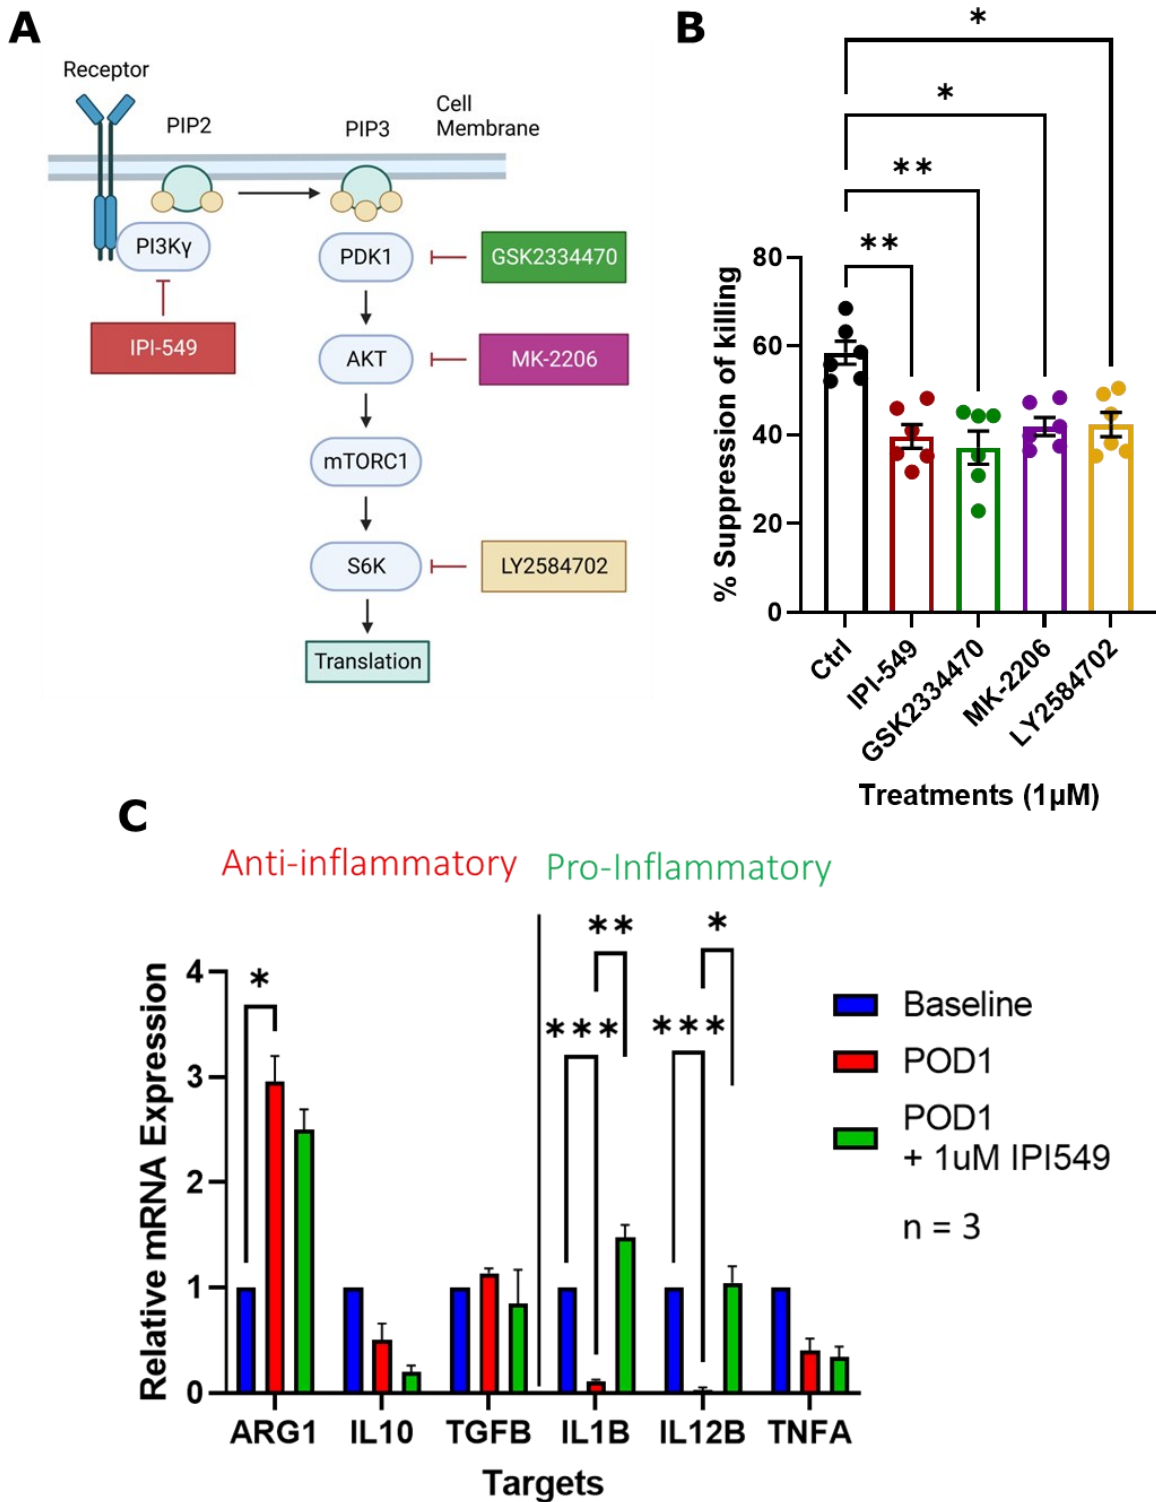 A
Receptor
PIP2
PIP3
Cell
Membrane
PI3Kγ
PDK1
GSK2334470
IPI-549
AKT
MK-2206
mTORC1
S6K
LY2584702
Translation
B
*
*
**
**
% Suppression of killing
80
60
40
20
0
Ctrl
IPI-549
GSK2334470
MK-2206
LY2584702
Treatments (1µM)
C
Anti-inflammatory
Pro-Inflammatory
Relative mRNA Expression
4
3
2
1
0
*
***
**
***
*
ARG1
IL10
TGFB
IL1B
IL12B
TNFA
Targets
Baseline
POD1
POD1
+ 1uM IPI549
n = 3